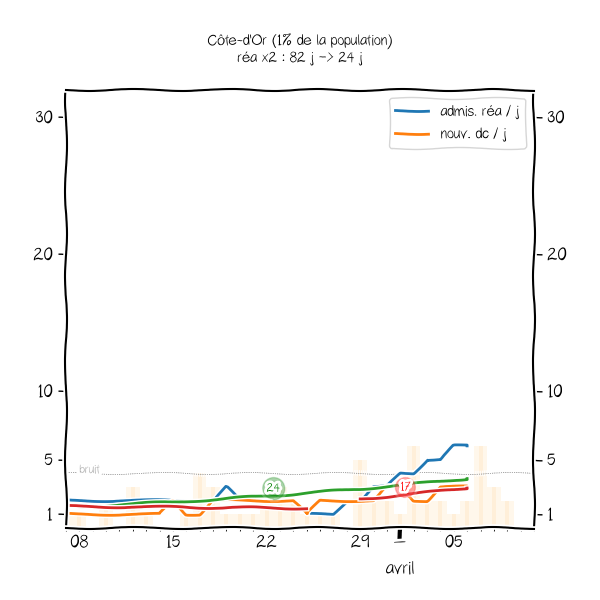 Côte-d'Or (1% de la population)
réa x2 : 82 j -> 24 j
admis. réa / j
nouv. dc / j
30
30
20
20
10
10
5
5
bruit
24
17
1
1
08
15
22
29
05
avril